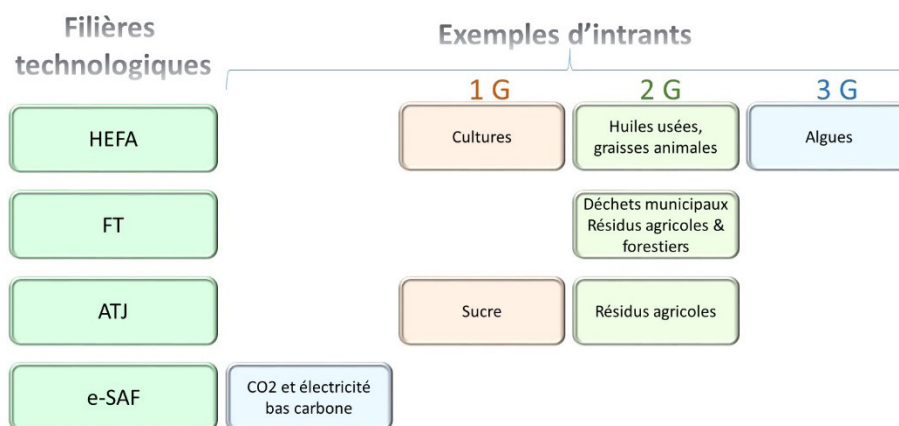 Filières
technologiques
Exemples d'intrants
1 G
2 G
3 G
HEFA
Cultures
Huiles usées,
graisses animales
Algues
FT
Déchets municipaux
Résidus agricoles &
forestiers
ATJ
Sucre
Résidus agricoles
e-SAF
CO2 et électricité
bas carbone